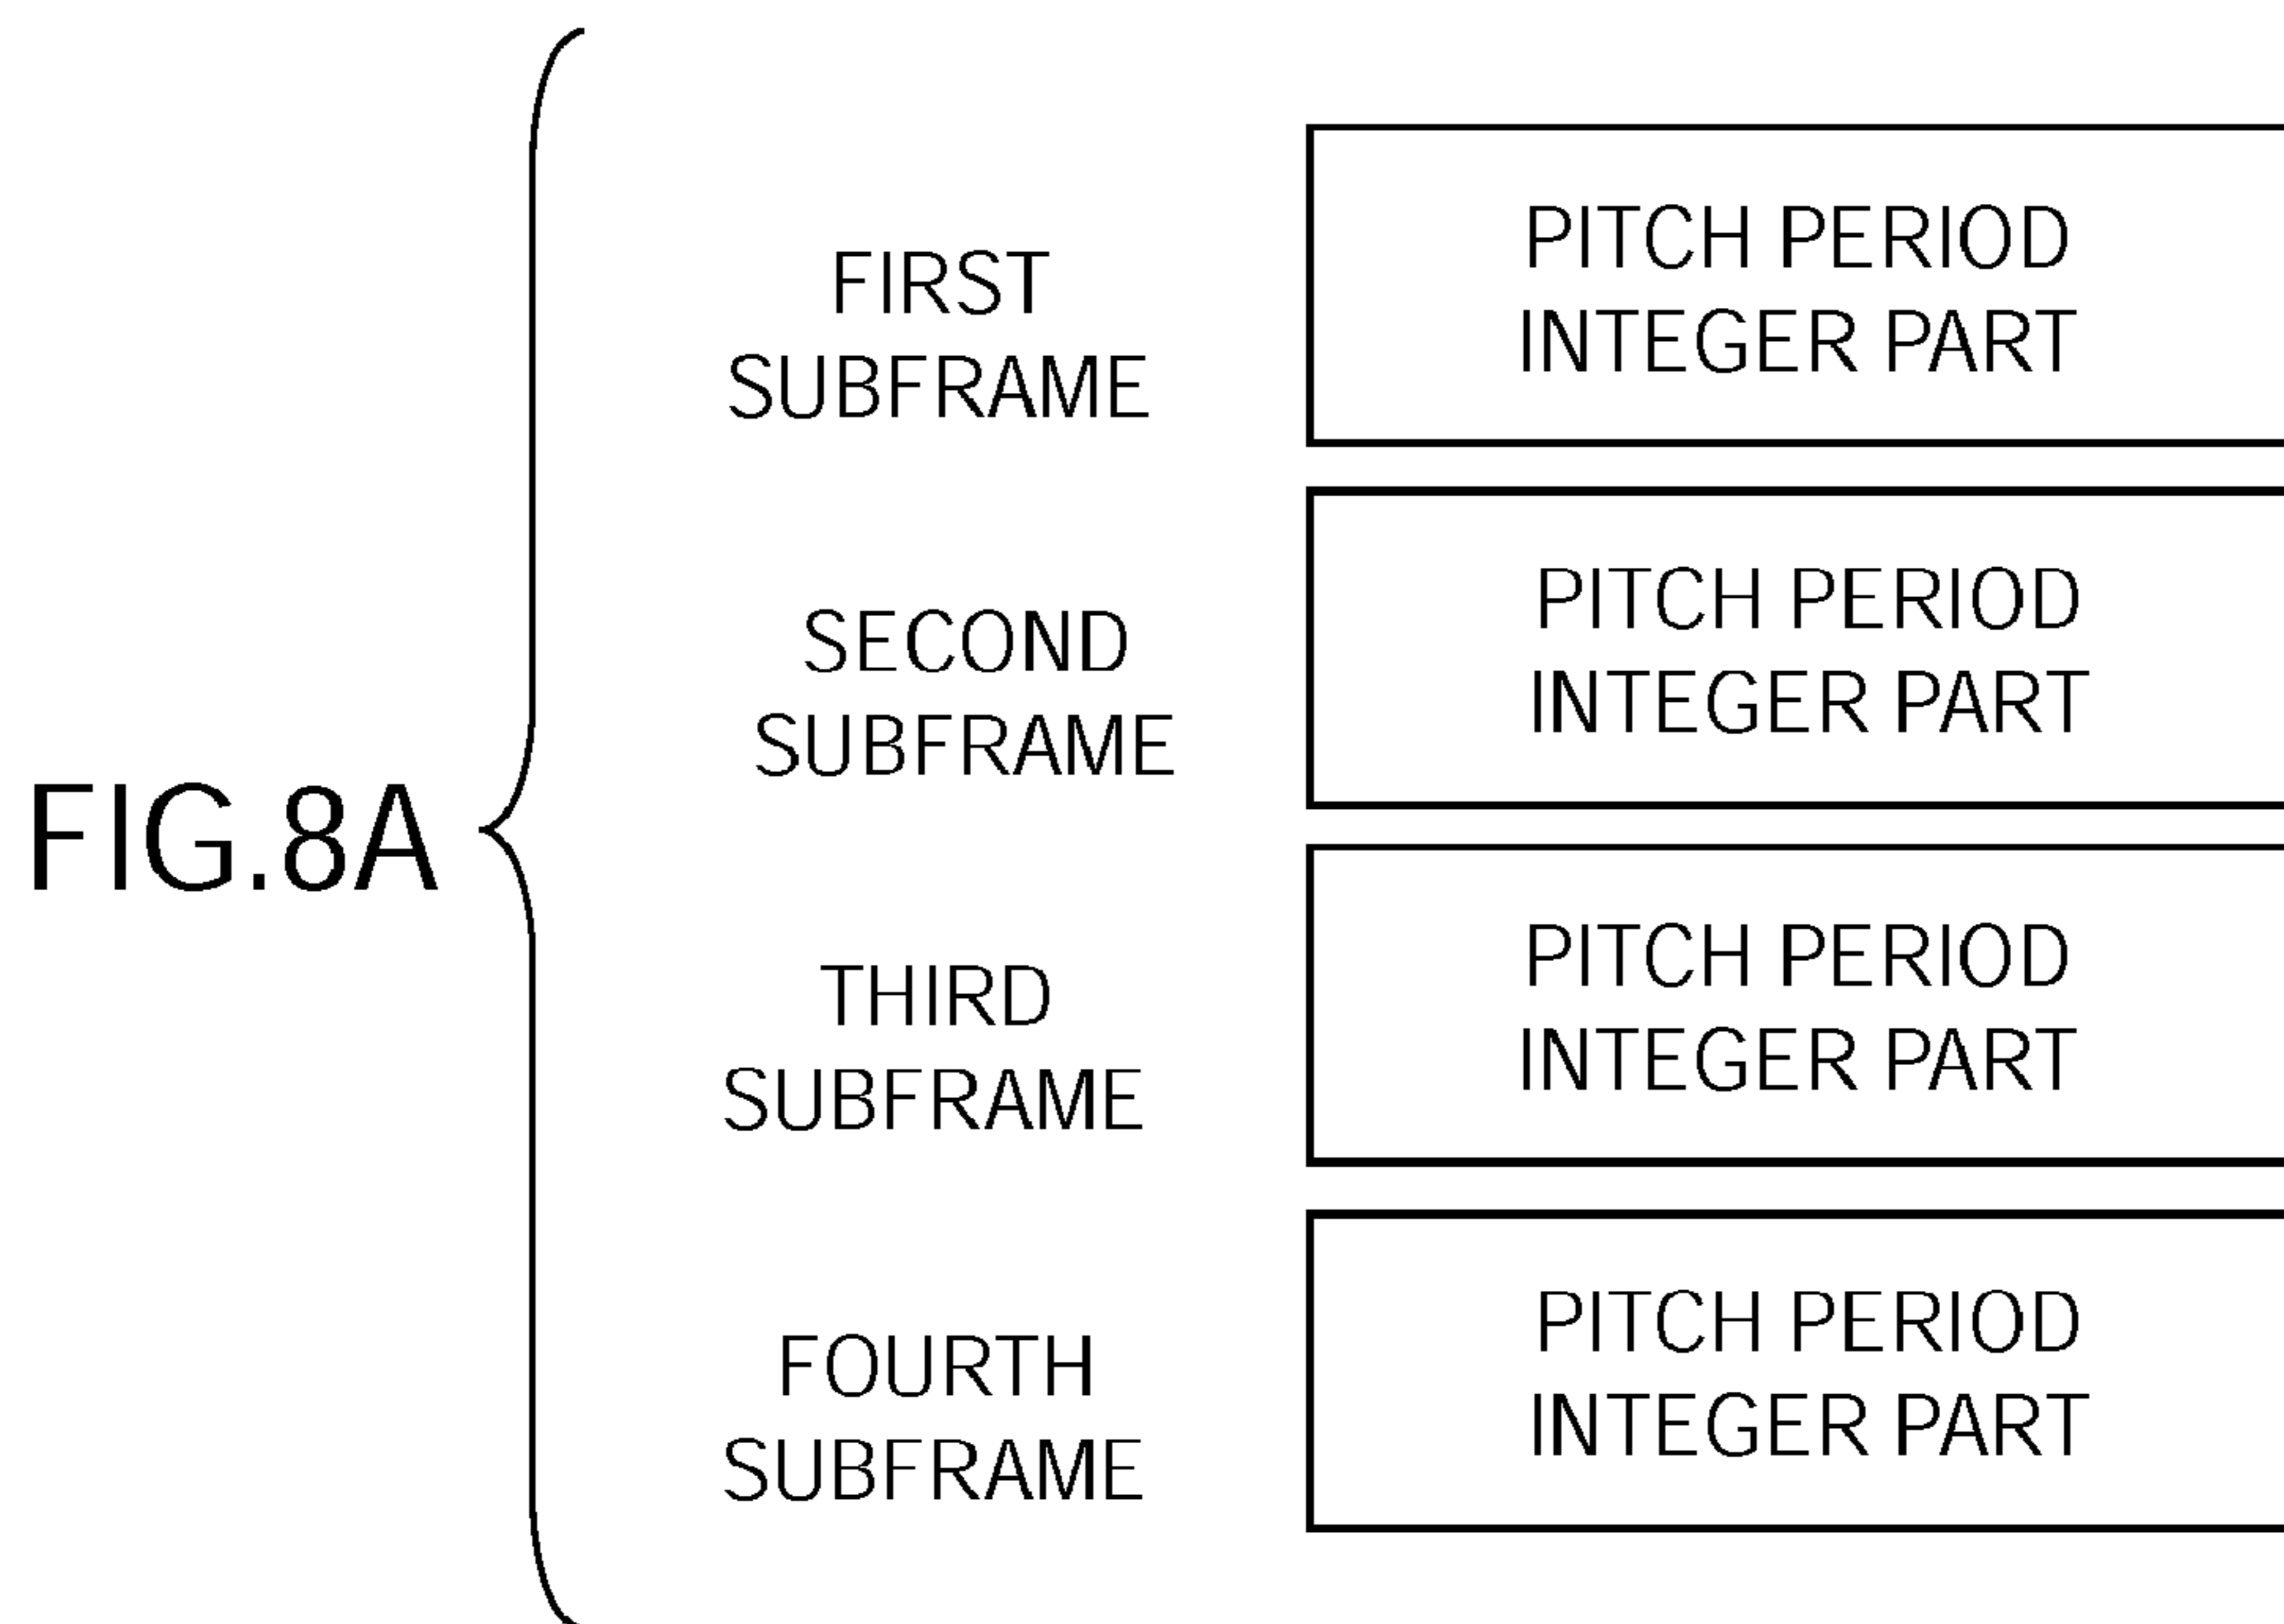 FIG.8A
FIRST
SUBFRAME
PITCH PERIOD
INTEGER PART
SECOND
SUBFRAME
PITCH PERIOD
INTEGER PART
THIRD
SUBFRAME
PITCH PERIOD
INTEGER PART
FOURTH
SUBFRAME
PITCH PERIOD
INTEGER PART